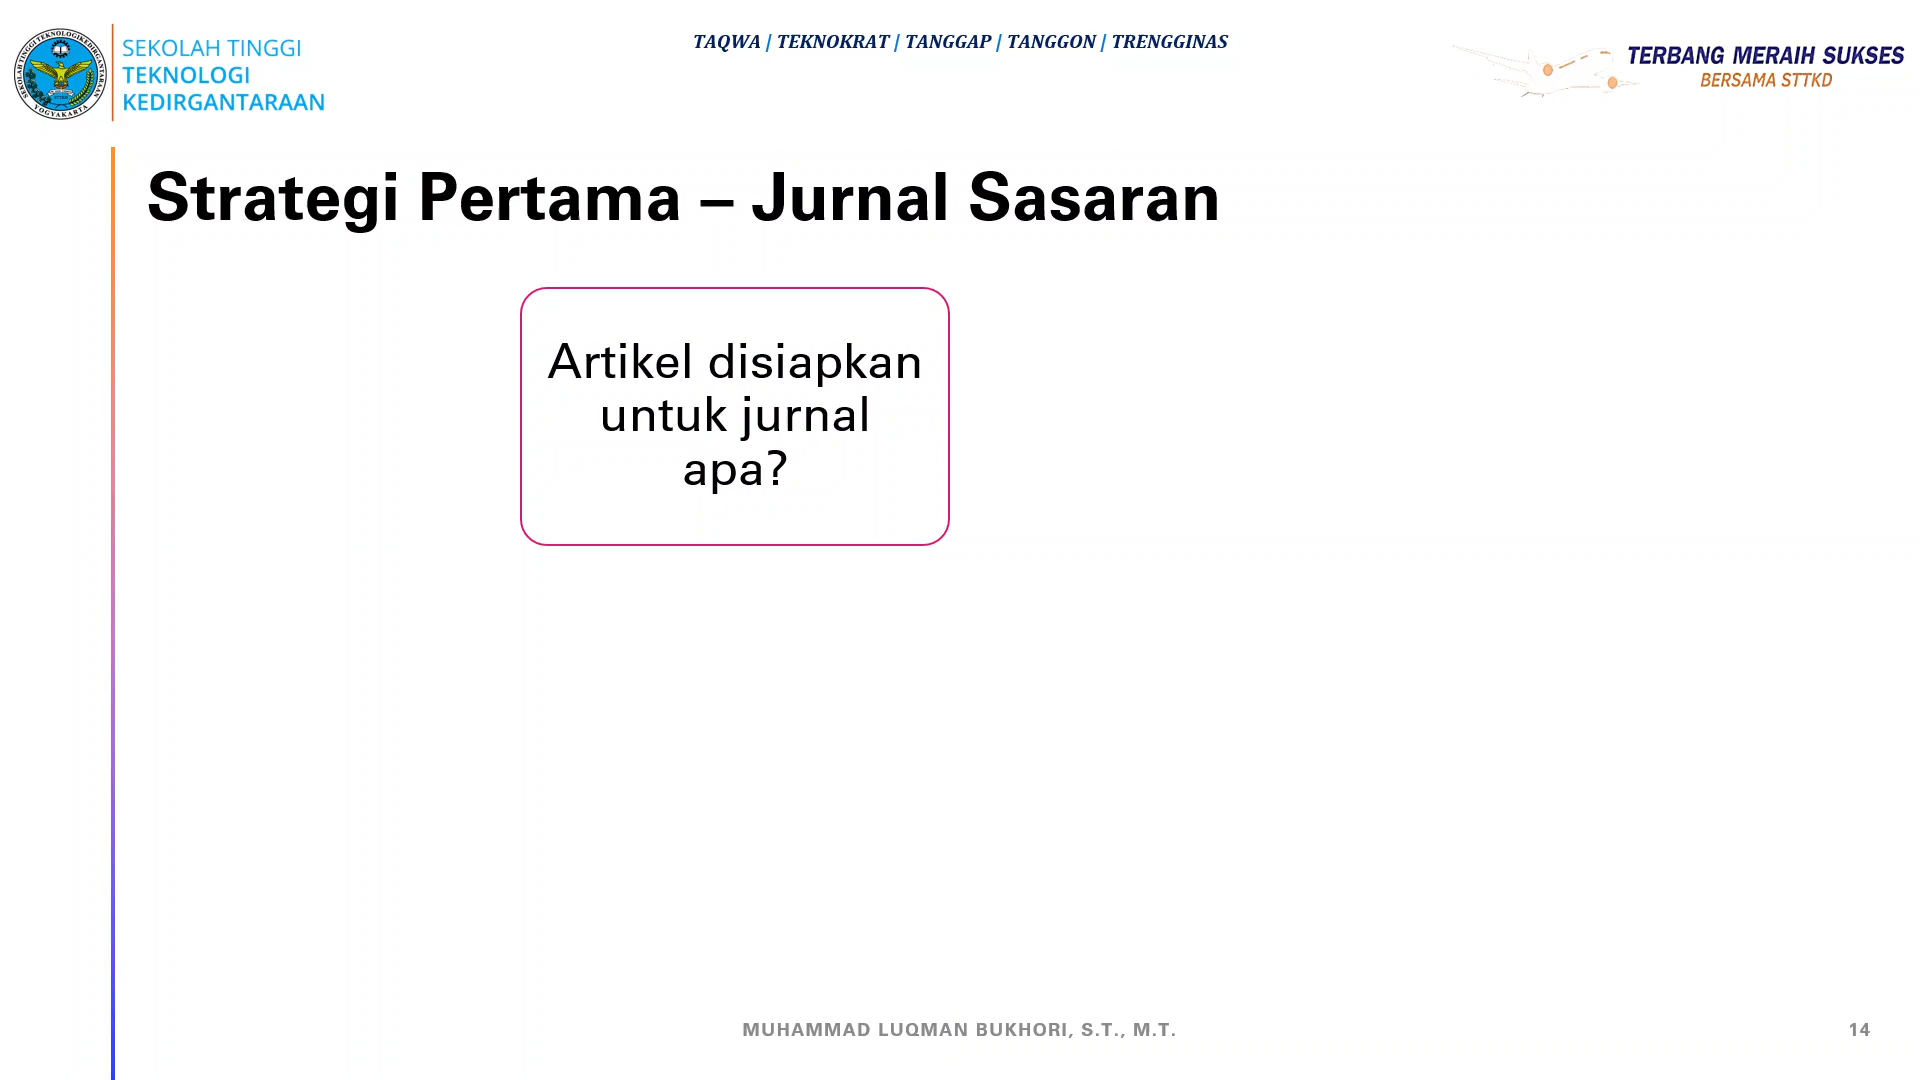 SEKOLAH TINGGI
TEKNOLOGI
KEDIRGANTARAAN
TAQWA | TEKNOKRAT | TANGGAP | TANGGON | TRENGGINAS
TERBANG MERAIH SUKSES
BERSAMA STTKD
Strategi Pertama – Jurnal Sasaran
Artikel disiapkan
untuk jurnal
apa?
MUHAMMAD LUQMAN BUKHORI, S.T., M.T.
14